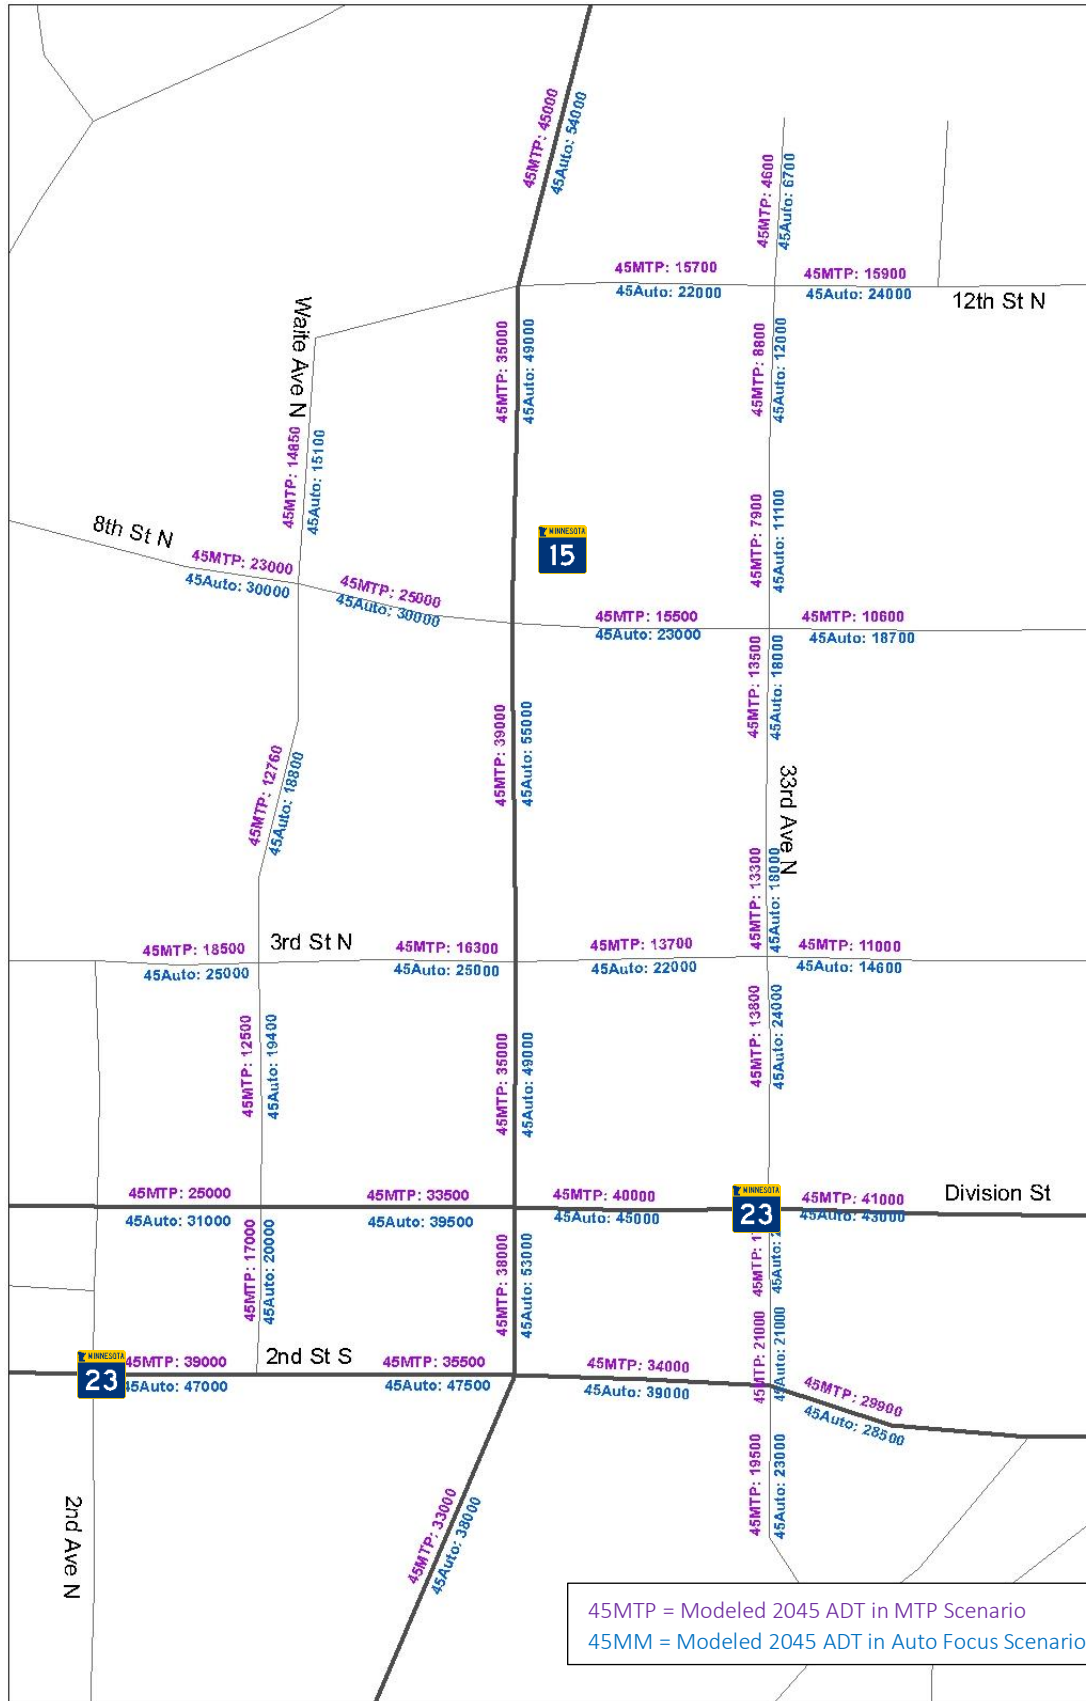 45MTP: 45000
45Auto: 54000
45MTP: 4600
45Auto: 6700
45MTP: 15700
45Auto: 22000
45MTP: 15900
45Auto: 24000
12th St N
Waite Ave N
45MTP: 35000
45Auto: 49000
45MTP: 8800
45Auto: 12000
45MTP: 14850
45Auto: 15100
8th St N
45MTP: 23000
45Auto: 30000
45MTP: 25000
45Auto: 30000
MINNESOTA
15
45MTP: 7900
45Auto: 11100
45MTP: 15500
45Auto: 23000
45MTP: 10600
45Auto: 18700
45MTP: 13500
45Auto: 18000
45MTP: 39000
45Auto: 55000
45MTP: 12760
45Auto: 18800
33rd Ave N
45MTP: 13300
45Auto: 18000
3rd St N
45MTP: 18500
45Auto: 25000
45MTP: 16300
45Auto: 25000
45MTP: 13700
45Auto: 22000
45MTP: 11000
45Auto: 14600
45MTP: 12500
45Auto: 19400
45MTP: 35000
45Auto: 49000
45MTP: 13800
45Auto: 24000
45MTP: 25000
45Auto: 31000
45MTP: 33500
45Auto: 39500
45MTP: 40000
45Auto: 45000
MINNESOTA
23
45MTP: 41000
45Auto: 43000
Division St
45MTP: 17000
45Auto: 20000
45MTP: 38000
45Auto: 53000
45MTP:
45Auto:
45MTP: 21000
45Auto: 21000
MINNESOTA
23
45MTP: 39000
45Auto: 47000
2nd St S
45MTP: 35500
45Auto: 47500
45MTP: 34000
45Auto: 39000
45MTP: 29900
45Auto: 28500
45MTP: 19500
45Auto: 23000
2nd Ave N
45MTP: 33000
45Auto: 38000
45MTP = Modeled 2045 ADT in MTP Scenario
45MM = Modeled 2045 ADT in Auto Focus Scenario